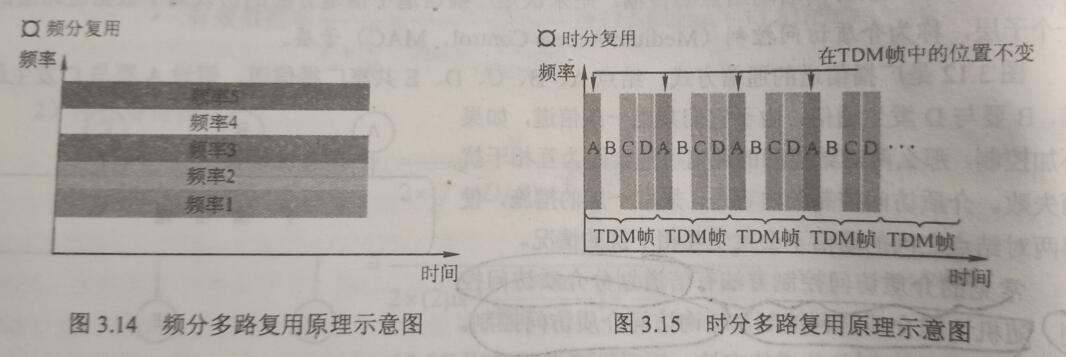 频分复用
频率
频率5
频率4
频率3
频率2
频率1
时间
图 3.14 频分多路复用原理示意图
时分复用
在TDM帧中的位置不变
频率
A B C D A B C D A B C D A B C D …
TDM帧 TDM帧 TDM帧 TDM帧 TDM帧
时间
图 3.15 时分多路复用原理示意图